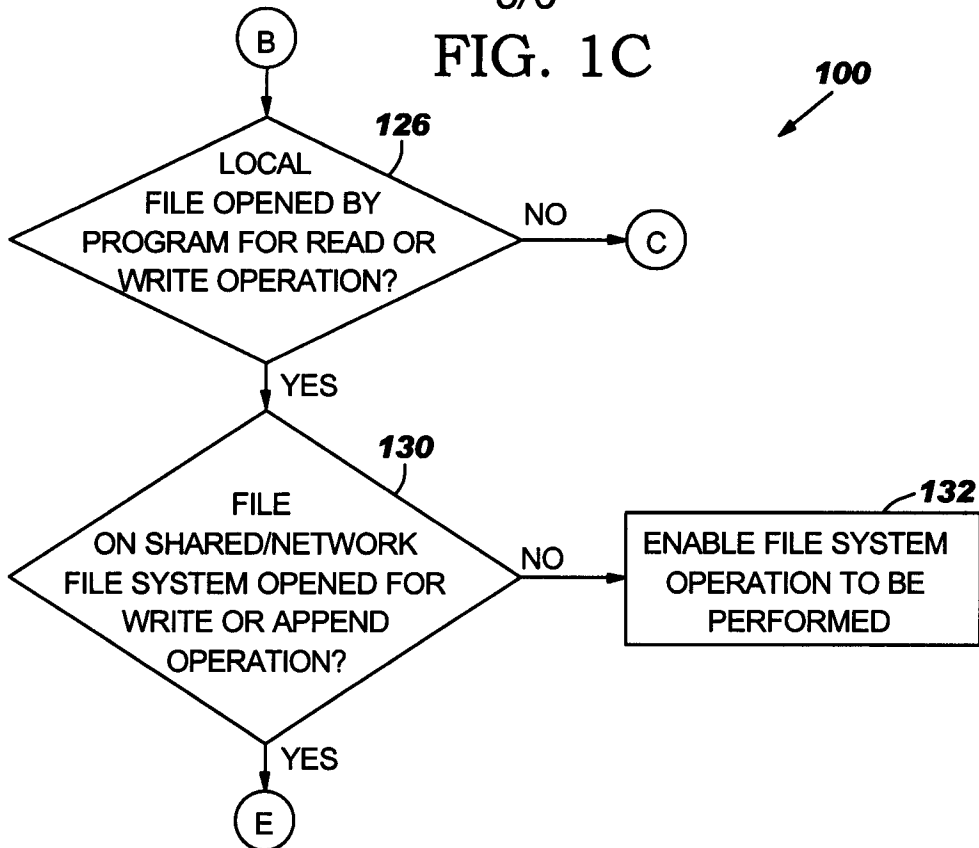 B
FIG. 1C
100
126
LOCAL
FILE OPENED BY
PROGRAM FOR READ OR
WRITE OPERATION?
NO
C
YES
130
FILE
ON SHARED/NETWORK
FILE SYSTEM OPENED FOR
WRITE OR APPEND
OPERATION?
NO
132
ENABLE FILE SYSTEM
OPERATION TO BE
PERFORMED
YES
E